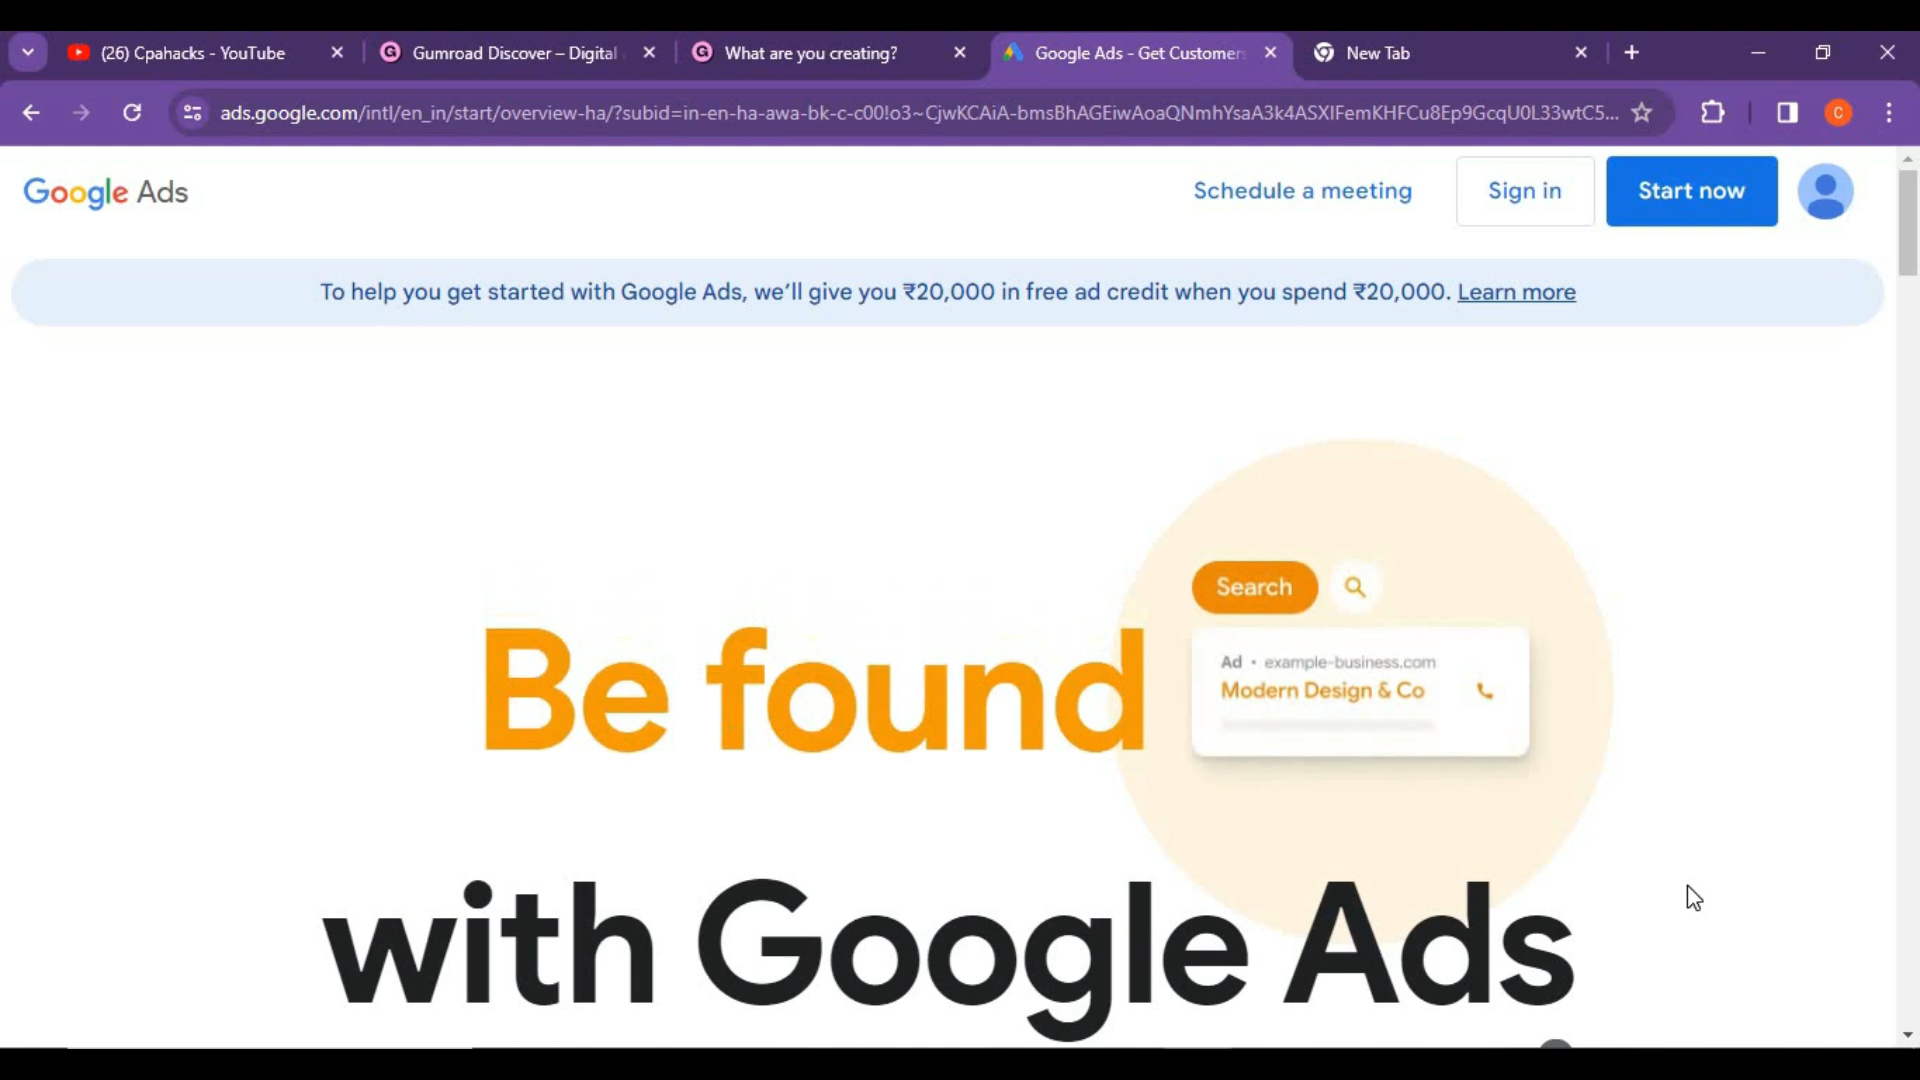 (26) Cpahacks - YouTube
Gumroad Discover – Digital
What are you creating?
Google Ads - Get Customers
New Tab
ads.google.com/intl/en_in/start/overview-ha/?subid=in-en-ha-awa-bk-c-c00!o3~CjwKCAiA-bmsBhAGEiwAoaQNmhYsaA3k4ASXIFemKHFCu8Ep9GcqU0L33wtC5...
C
Google Ads
Schedule a meeting
Sign in
Start now
To help you get started with Google Ads, we’ll give you ₹20,000 in free ad credit when you spend ₹20,000. Learn more
Search
Ad • example-business.com
Modern Design & Co
Be found
with Google Ads